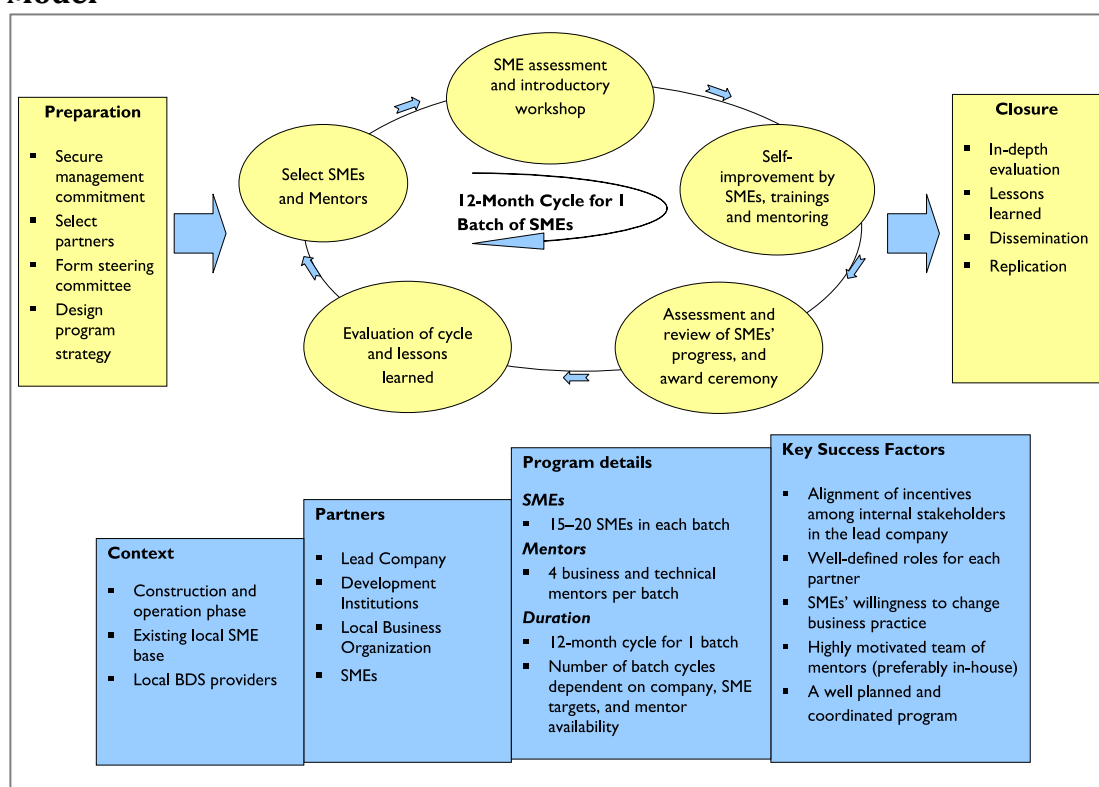 Model
Preparation
▪ Secure
management
commitment
▪ Select
partners
▪ Form steering
committee
▪ Design
program
strategy
SME assessment
and introductory
workshop
Select SMEs
and Mentors
12-Month Cycle for 1
Batch of SMEs
Self-
improvement by
SMEs, trainings
and mentoring
Evaluation of cycle
and lessons
learned
Assessment and
review of SMEs'
progress, and
award ceremony
Closure
▪ In-depth
evaluation
▪ Lessons
learned
▪ Dissemination
▪ Replication
Context
▪ Construction and
operation phase
▪ Existing local SME
base
▪ Local BDS providers
Partners
▪ Lead Company
▪ Development
Institutions
▪ Local Business
Organization
▪ SMEs
Program details
SMEs
▪ 15–20 SMEs in each batch
Mentors
▪ 4 business and technical
mentors per batch
Duration
▪ 12-month cycle for 1 batch
▪ Number of batch cycles
dependent on company, SME
targets, and mentor
availability
Key Success Factors
▪ Alignment of incentives
among internal stakeholders
in the lead company
▪ Well-defined roles for each
partner
▪ SMEs' willingness to change
business practice
▪ Highly motivated team of
mentors (preferably in-house)
▪ A well planned and
coordinated program